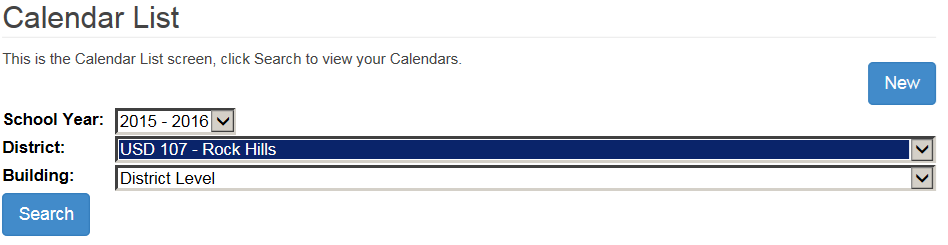 Calendar List
This is the Calendar List screen, click Search to view your Calendars.
New
School Year: 2015 - 2016
District: USD 107 - Rock Hills
Building: District Level
Search